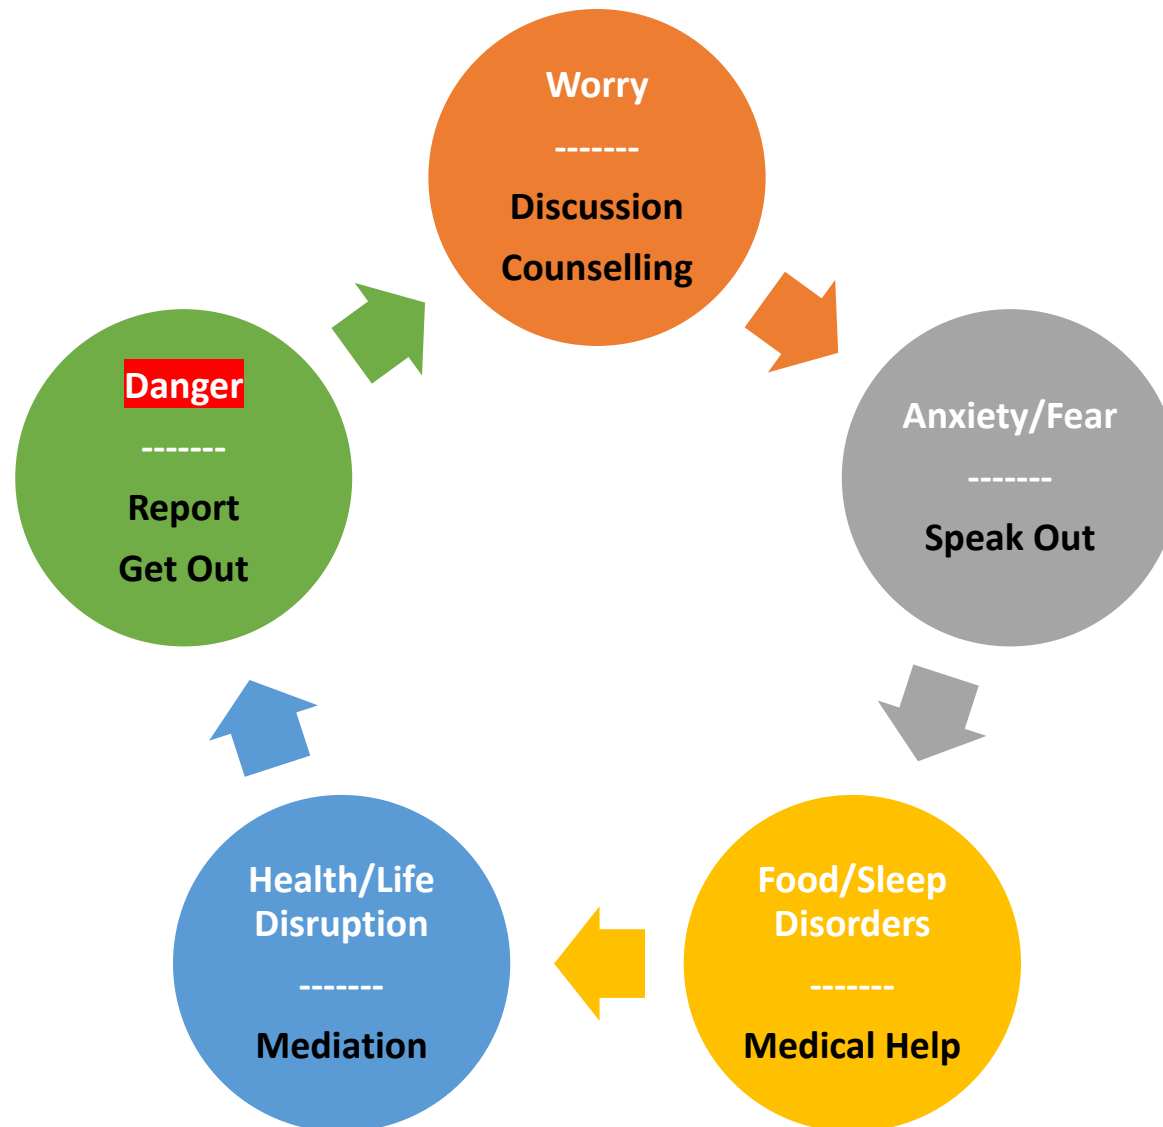 Worry
-------
Discussion
Counselling
Anxiety/Fear
-------
Speak Out
Food/Sleep
Disorders
-------
Medical Help
Health/Life
Disruption
-------
Mediation
Danger
-------
Report
Get Out